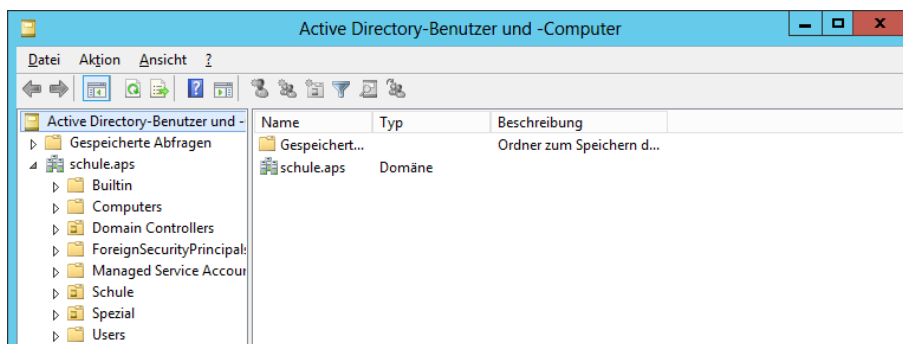 Active Directory-Benutzer und -Computer
Datei Aktion Ansicht ?
Active Directory-Benutzer und -
Gespeicherte Abfragen
schule.aps
Builtin
Computers
Domain Controllers
ForeignSecurityPrincipal
Managed Service Accour
Schule
Spezial
Users
Name Typ Beschreibung
Gespeichert... Ordner zum Speichern d...
schule.aps Domäne